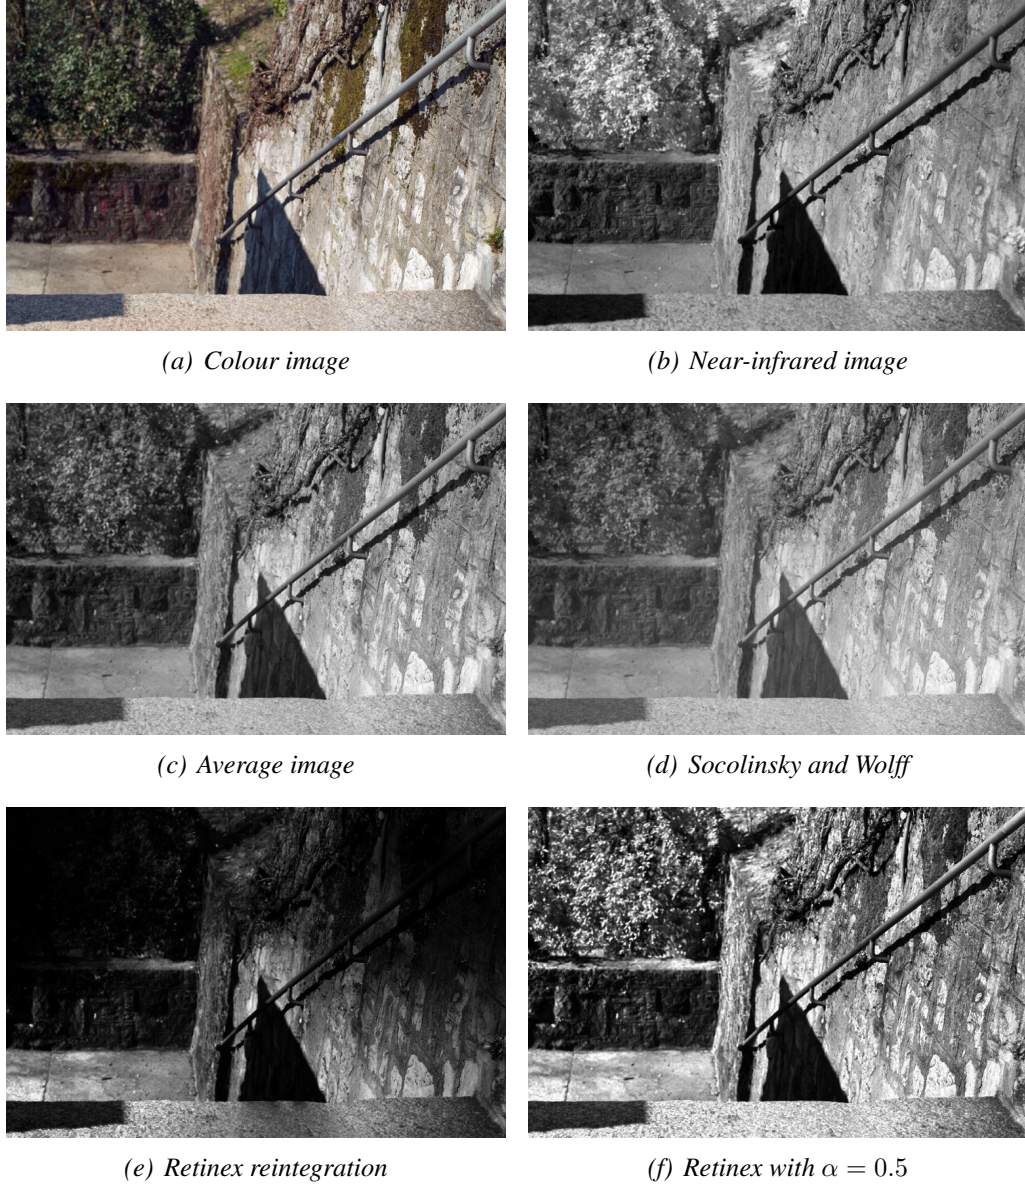 (a) Colour image
(b) Near-infrared image
(c) Average image
(d) Socolinsky and Wolff
(e) Retinex reintegration
(f) Retinex with α = 0.5